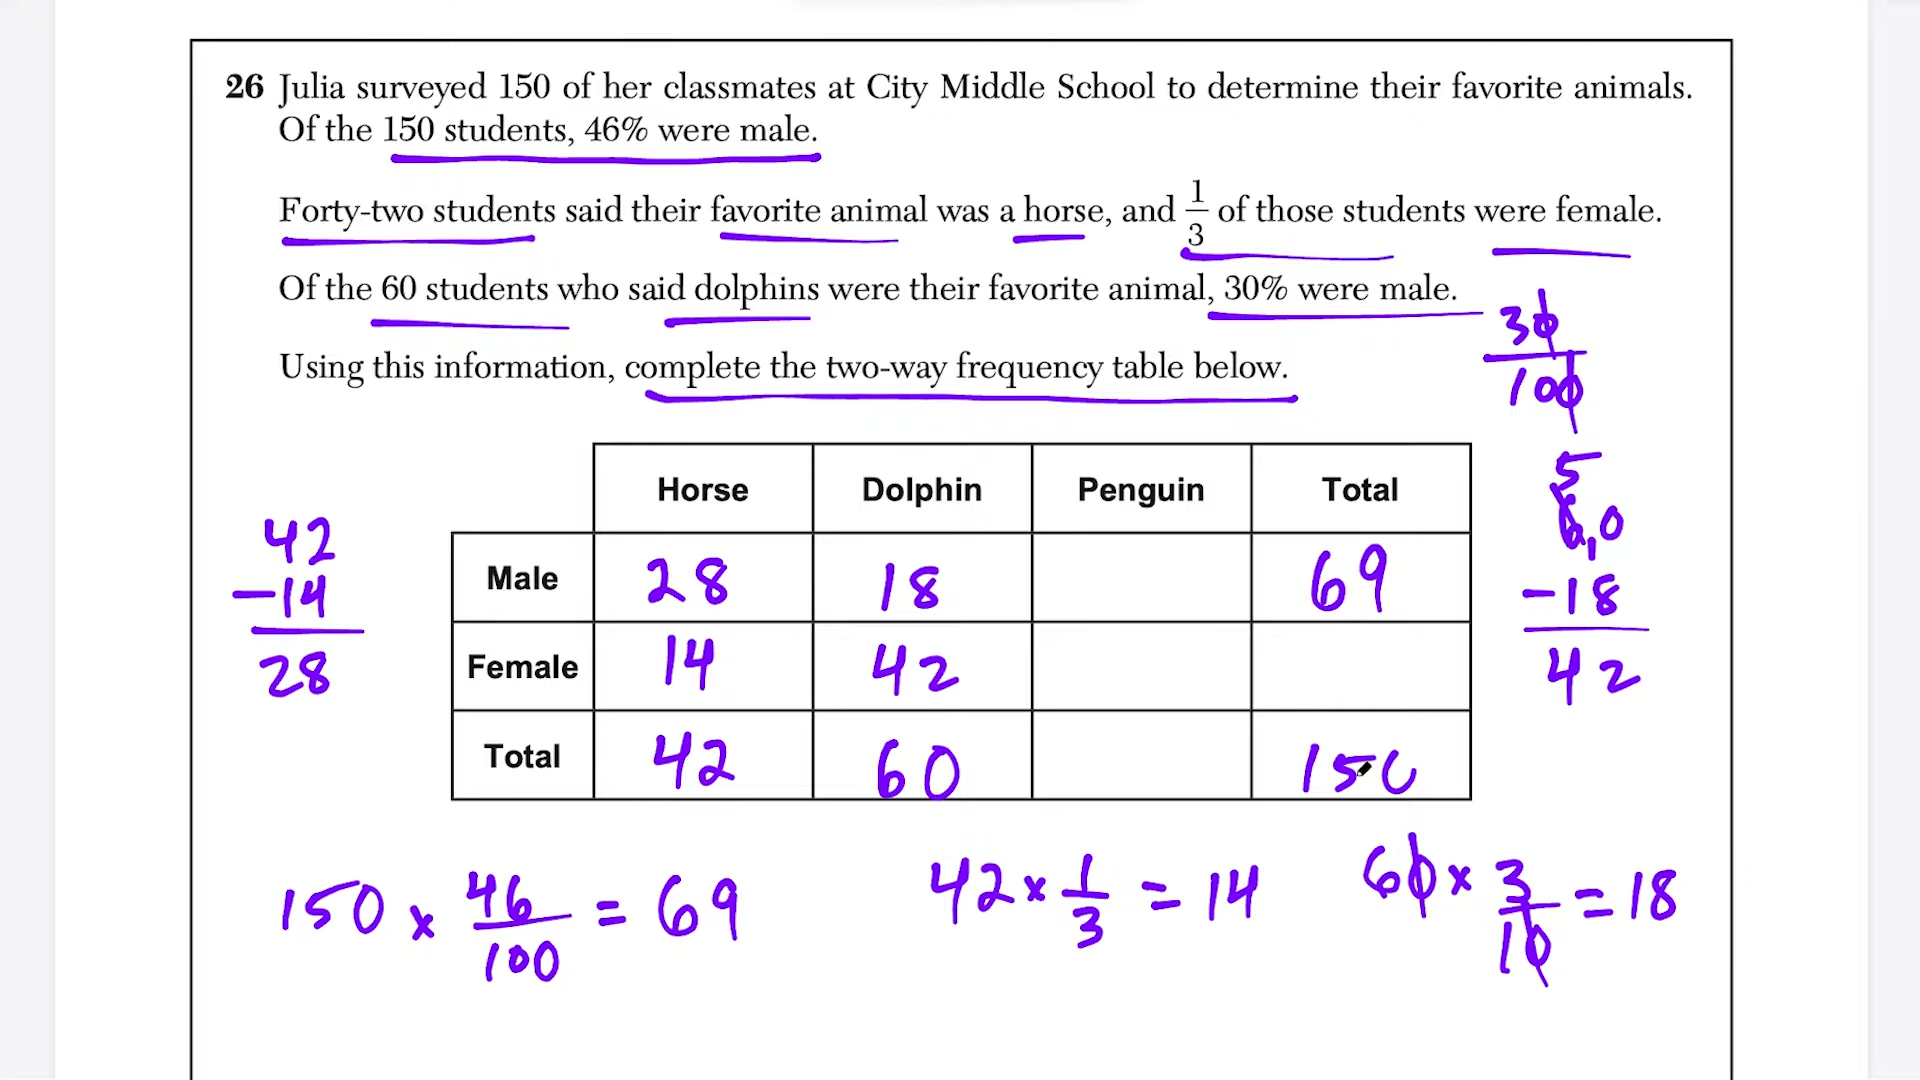 26 Julia surveyed 150 of her classmates at City Middle School to determine their favorite animals.
Of the 150 students, 46% were male.
Forty-two students said their favorite animal was a horse, and 1/3 of those students were female.
Of the 60 students who said dolphins were their favorite animal, 30% were male.
30/100
Using this information, complete the two-way frequency table below.
Horse Dolphin Penguin Total
Male 28 18 69
Female 14 42
Total 42 60 150
42
-14
28
5
60
-18
42
150 × 46/100 = 69
42 × 1/3 = 14
60 × 3/10 = 18